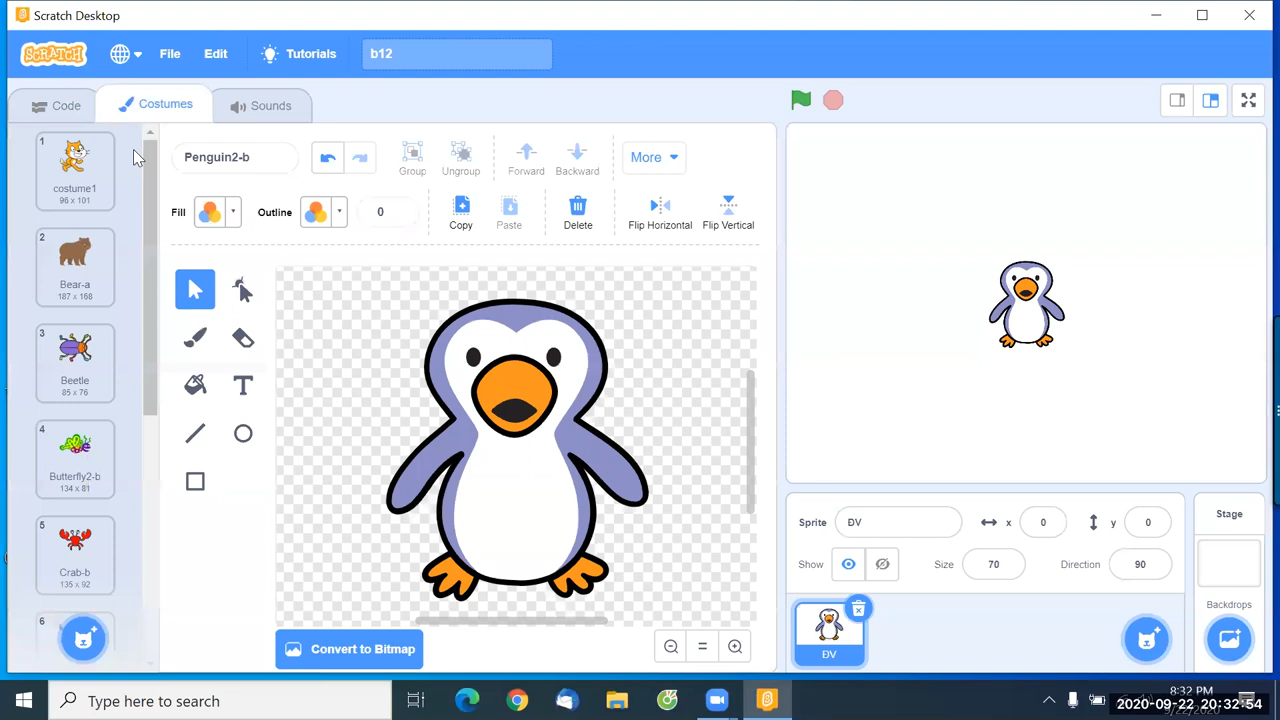 Scratch Desktop
SCRATCH
File
Edit
Tutorials
b12
Code
Costumes
Sounds
1
costume1
96 x 101
2
Bear-a
187 x 168
3
Beetle
85 x 76
4
Butterfly2-b
134 x 81
5
Crab-b
135 x 92
6
Penguin2-b
Group
Ungroup
Forward
Backward
More
Fill
Outline
0
Copy
Paste
Delete
Flip Horizontal
Flip Vertical
T
Convert to Bitmap
Sprite
ĐV
x
0
y
0
Show
Size
70
Direction
90
ĐV
Stage
Backdrops
Type here to search
8:32 PM
2020-09-22 20:32:54